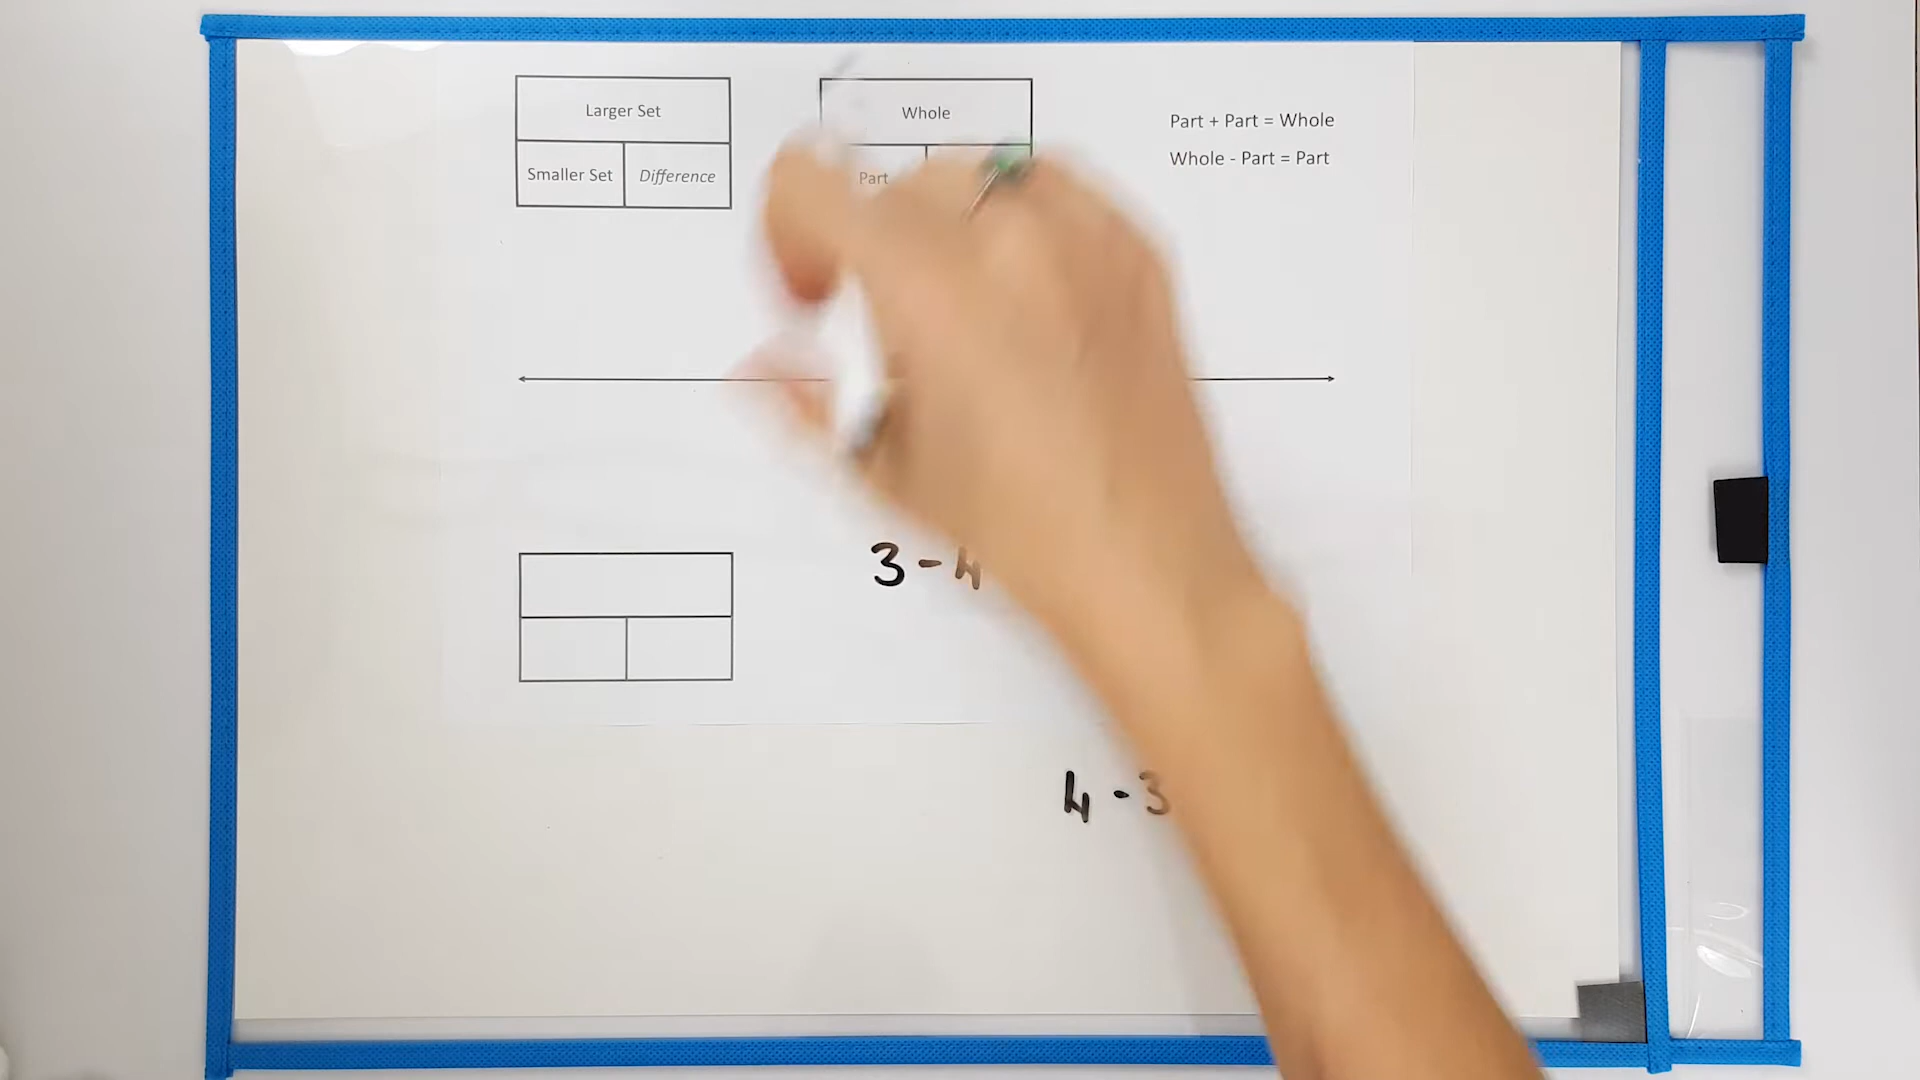 Larger Set
Smaller Set Difference
Whole
Part
Part + Part = Whole
Whole - Part = Part
3 - 4
4 - 3